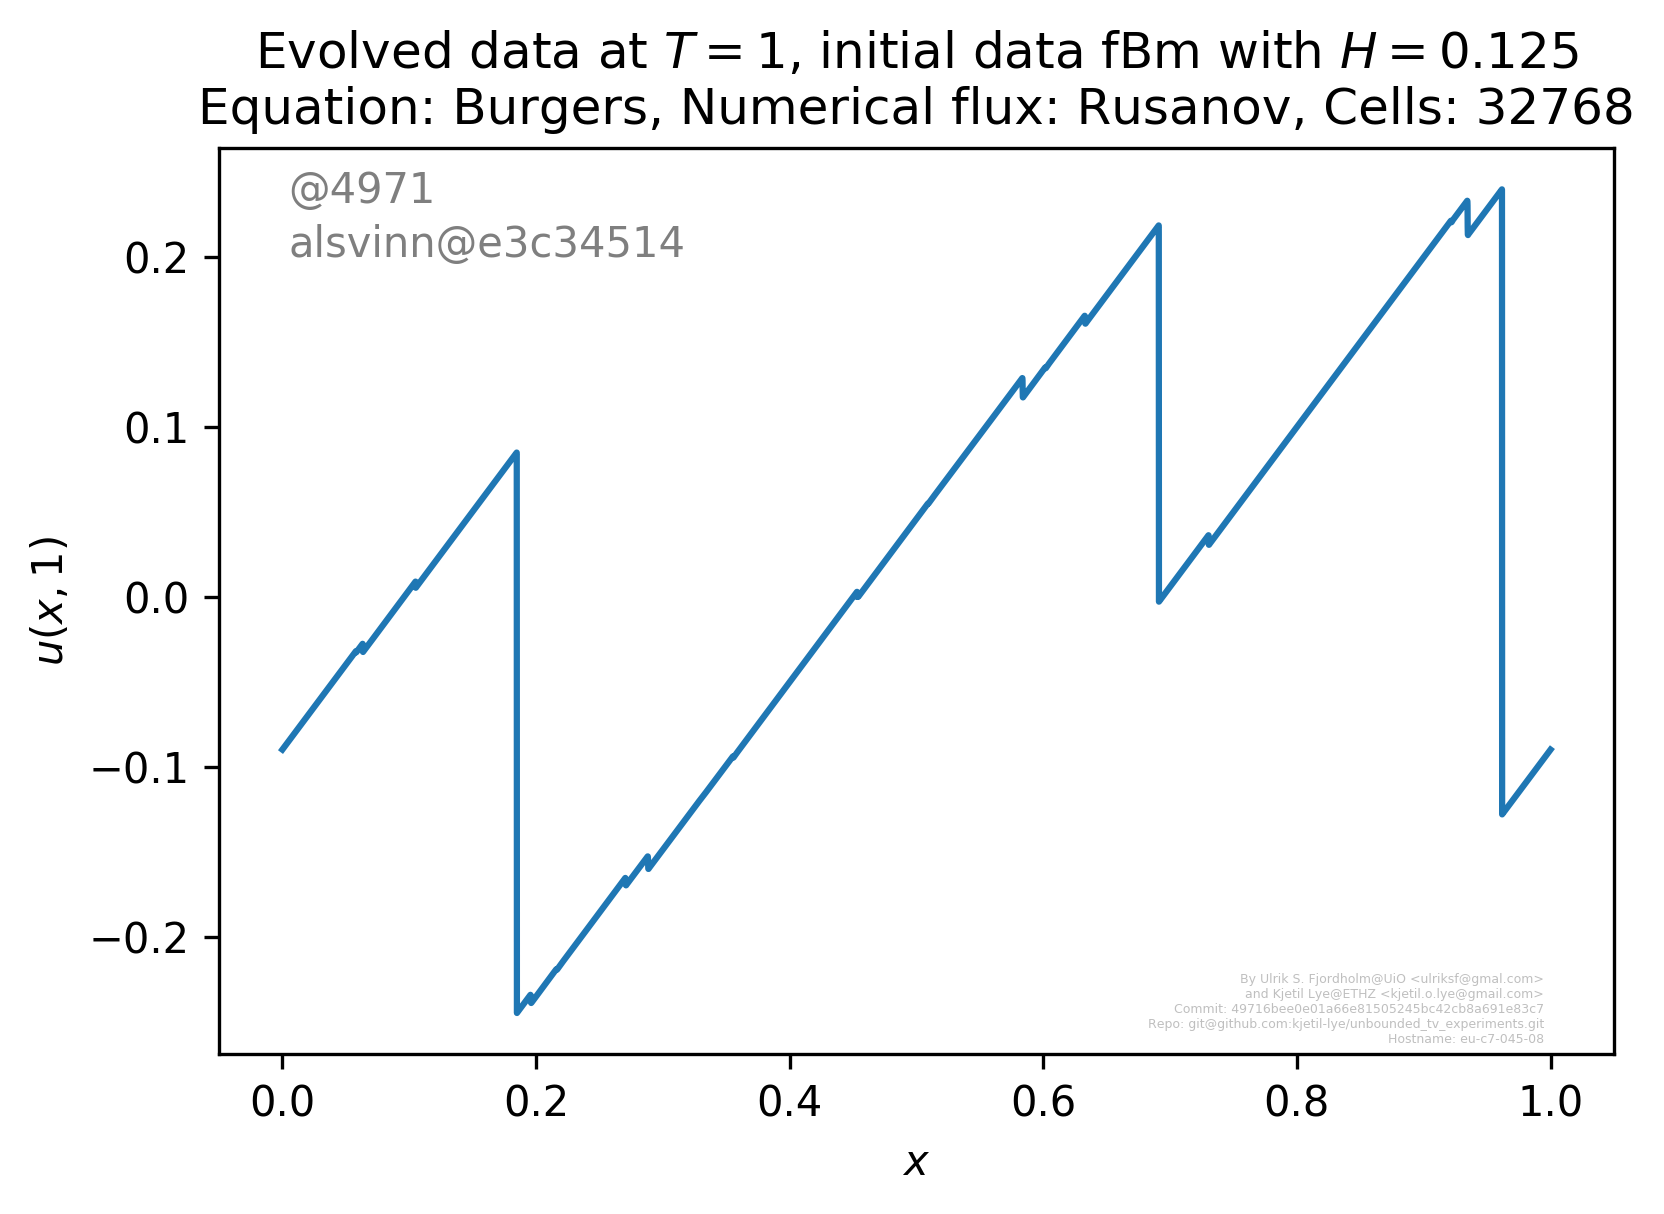 Evolved data at T = 1, initial data fBm with H = 0.125
Equation: Burgers, Numerical flux: Rusanov, Cells: 32768
@4971
alsvinn@e3c34514
0.2
0.1
0.0
−0.1
−0.2
u(x, 1)
By Ulrik S. Fjordholm@UiO <ulriksf@gmal.com>
and Kjetil Lye@ETHZ <kjetil.o.lye@gmail.com>
Commit: 49716bee0e01a66e81505245bc42cb8a691e83c7
Repo: git@github.com:kjetil-lye/unbounded_tv_experiments.git
Hostname: eu-c7-045-08
0.0 0.2 0.4 0.6 0.8 1.0
x